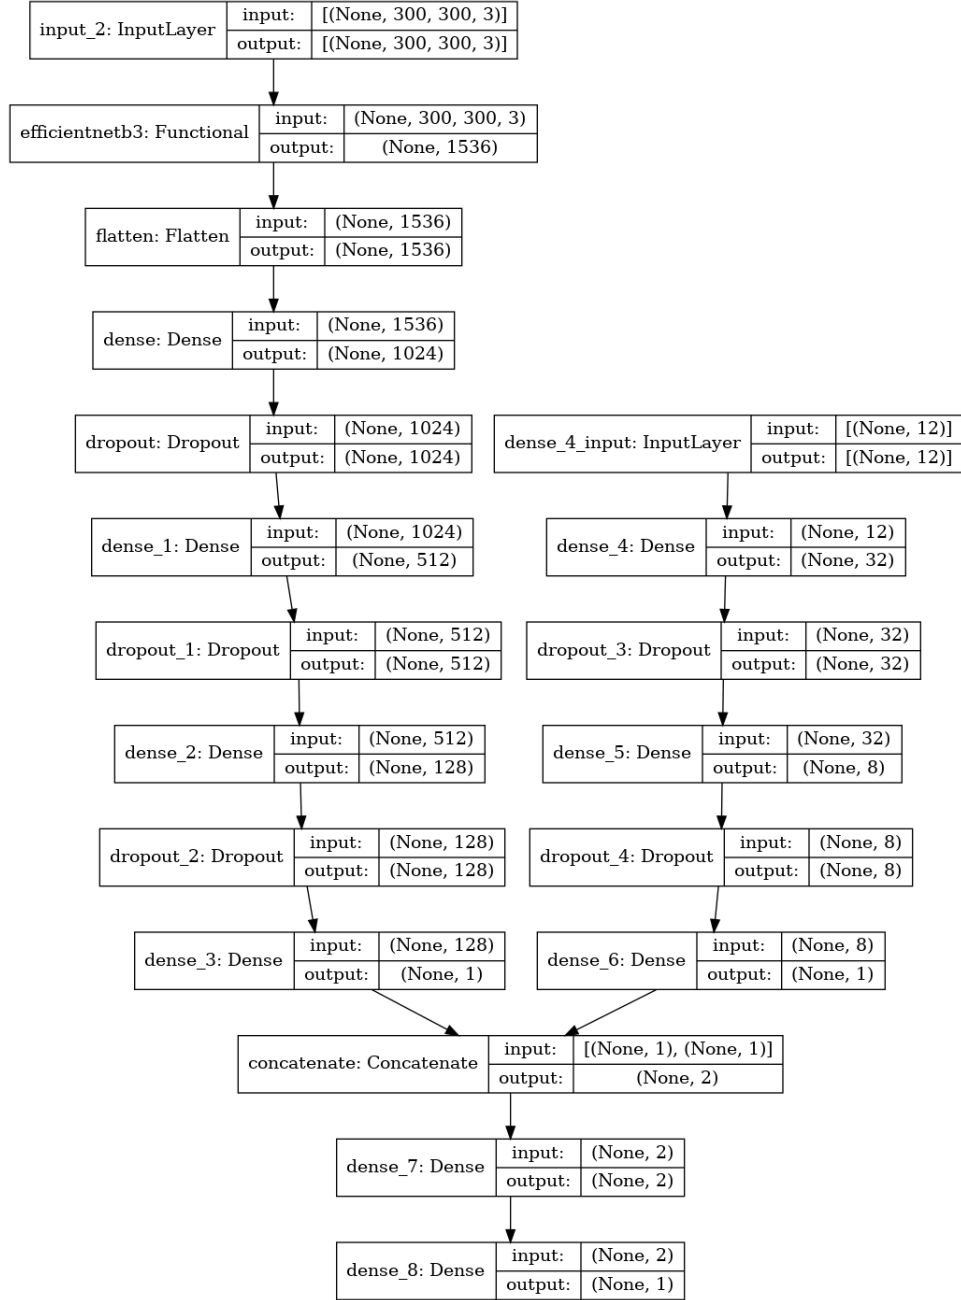 input_2: InputLayer
input: [(None, 300, 300, 3)]
output: [(None, 300, 300, 3)]
efficientnetb3: Functional
input: (None, 300, 300, 3)
output: (None, 1536)
flatten: Flatten
input: (None, 1536)
output: (None, 1536)
dense: Dense
input: (None, 1536)
output: (None, 1024)
dropout: Dropout
input: (None, 1024)
output: (None, 1024)
dense_4_input: InputLayer
input: [(None, 12)]
output: [(None, 12)]
dense_1: Dense
input: (None, 1024)
output: (None, 512)
dense_4: Dense
input: (None, 12)
output: (None, 32)
dropout_1: Dropout
input: (None, 512)
output: (None, 512)
dropout_3: Dropout
input: (None, 32)
output: (None, 32)
dense_2: Dense
input: (None, 512)
output: (None, 128)
dense_5: Dense
input: (None, 32)
output: (None, 8)
dropout_2: Dropout
input: (None, 128)
output: (None, 128)
dropout_4: Dropout
input: (None, 8)
output: (None, 8)
dense_3: Dense
input: (None, 128)
output: (None, 1)
dense_6: Dense
input: (None, 8)
output: (None, 1)
concatenate: Concatenate
input: [(None, 1), (None, 1)]
output: (None, 2)
dense_7: Dense
input: (None, 2)
output: (None, 2)
dense_8: Dense
input: (None, 2)
output: (None, 1)